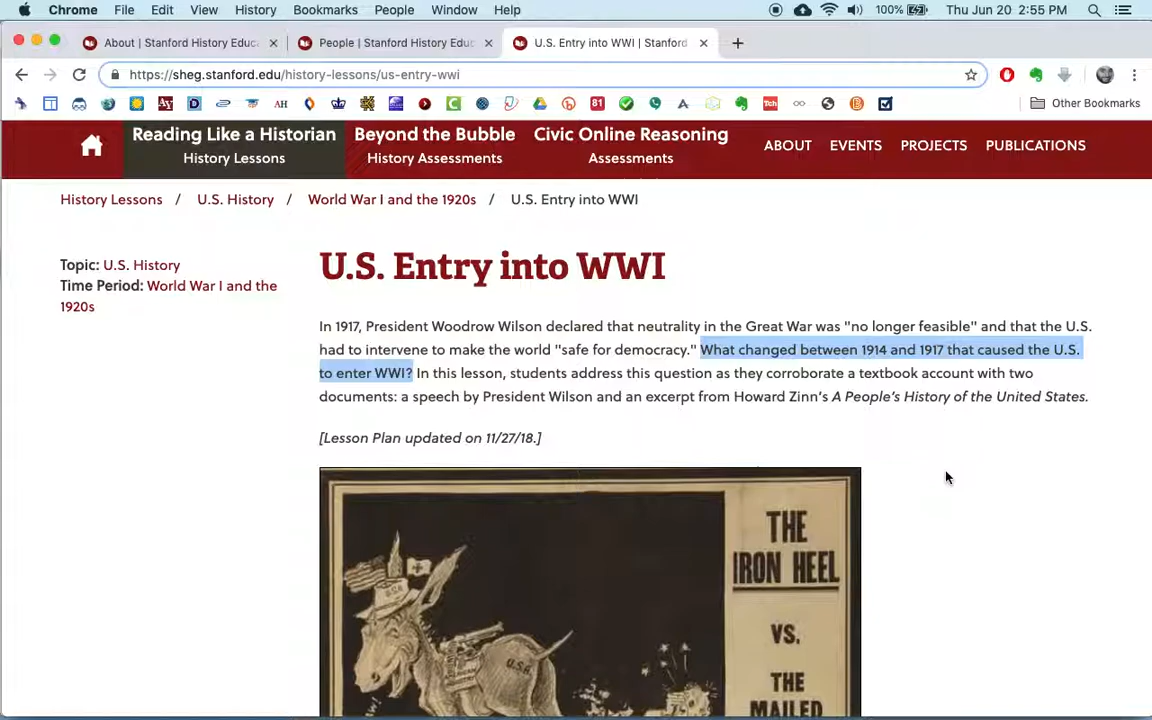 Chrome File Edit View History Bookmarks People Window Help 100% Thu Jun 20 2:55 PM
About | Stanford History Educ People | Stanford History Educ U.S. Entry into WWI | Stanford
https://sheg.stanford.edu/history-lessons/us-entry-wwi
AY AH 81 Tch Other Bookmarks
Reading Like a Historian Beyond the Bubble Civic Online Reasoning
History Lessons History Assessments Assessments
ABOUT EVENTS PROJECTS PUBLICATIONS
History Lessons / U.S. History / World War I and the 1920s / U.S. Entry into WWI
Topic: U.S. History
Time Period: World War I and the
1920s
U.S. Entry into WWI
In 1917, President Woodrow Wilson declared that neutrality in the Great War was "no longer feasible" and that the U.S.
had to intervene to make the world "safe for democracy." What changed between 1914 and 1917 that caused the U.S.
to enter WWI? In this lesson, students address this question as they corroborate a textbook account with two
documents: a speech by President Wilson and an excerpt from Howard Zinn's A People's History of the United States.
[Lesson Plan updated on 11/27/18.]
THE
IRON HEEL
VS.
THE
MAILED
U.S.A.